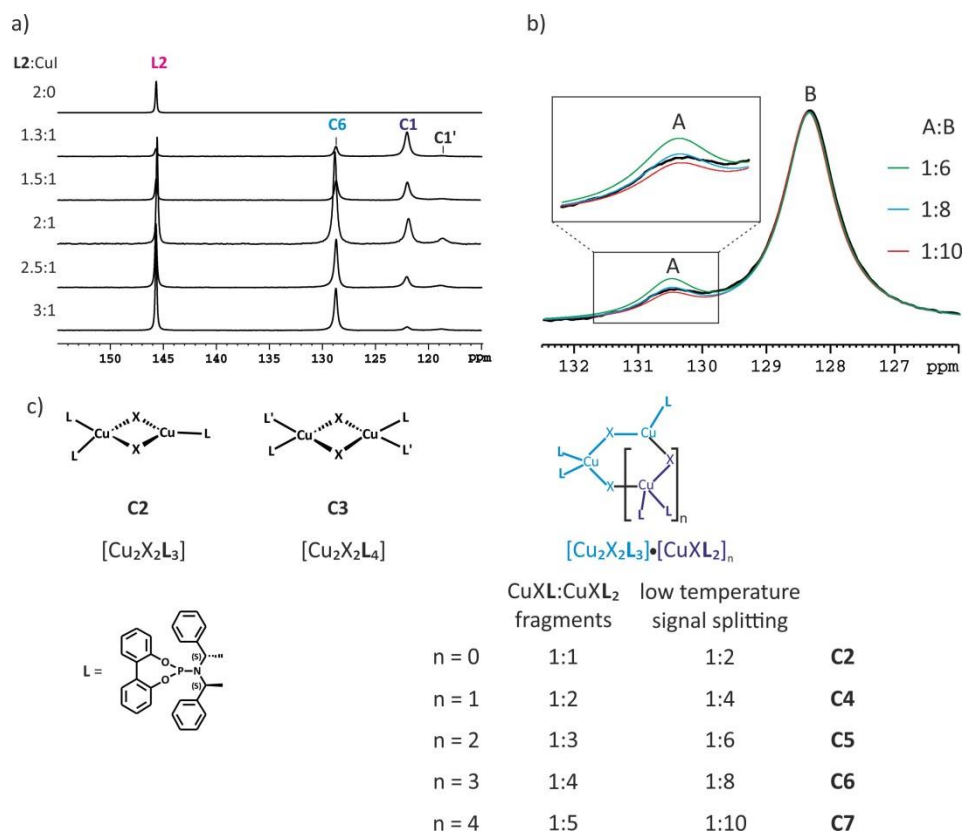 a)
L2:CuI
L2
2:0
C6
C1
C1'
1.3:1
1.5:1
2:1
2.5:1
3:1
150 145 140 135 130 125 120 ppm
b)
A
B
A:B
1:6
1:8
1:10
A
132 131 130 129 128 127 ppm
c)
L X L
Cu Cu
L X
C2
[Cu₂X₂L₃]
L' X L
Cu Cu
L X L'
C3
[Cu₂X₂L₄]
L
X Cu
L Cu X
L X Cu
L L n
[Cu₂X₂L₃]•[CuXL₂]ₙ
CuXL:CuXL₂ low temperature
fragments signal splitting
n = 0 1:1 1:2 C2
n = 1 1:2 1:4 C4
n = 2 1:3 1:6 C5
n = 3 1:4 1:8 C6
n = 4 1:5 1:10 C7
L =
O
P N
O
(S)
(S)